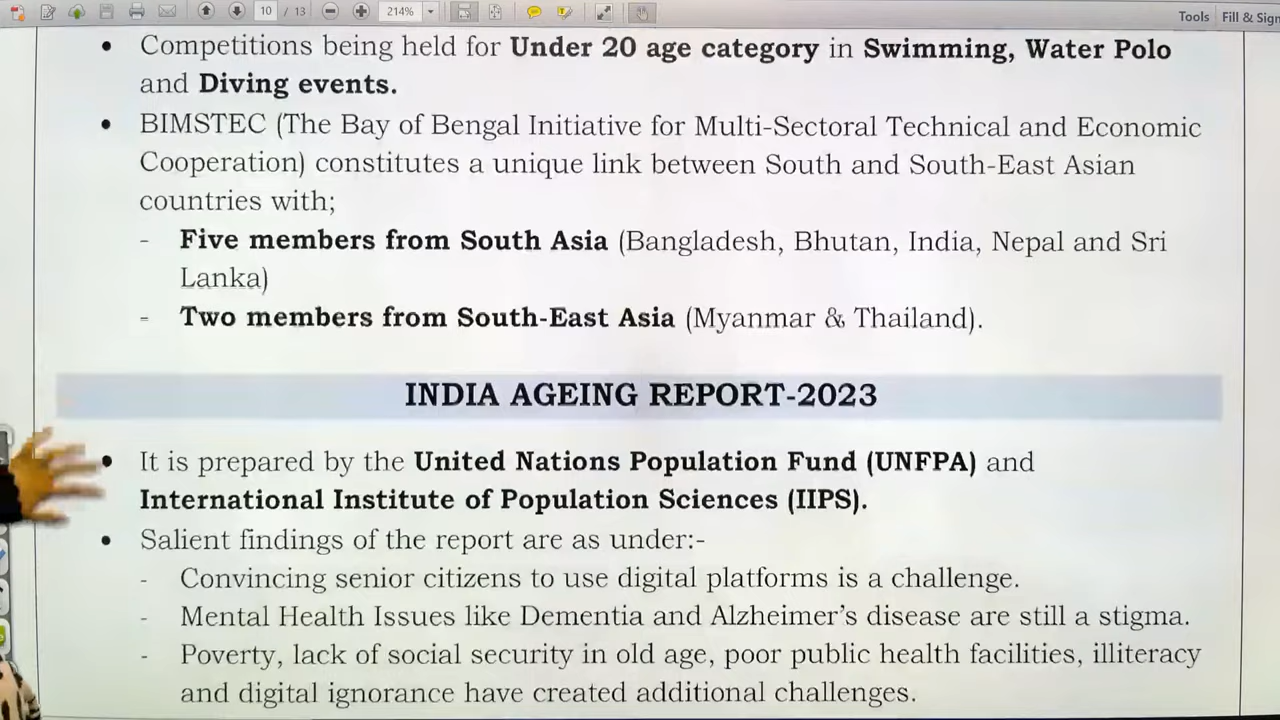 10 / 13
214%
Tools
Fill & Sign
• Competitions being held for Under 20 age category in Swimming, Water Polo
and Diving events.
• BIMSTEC (The Bay of Bengal Initiative for Multi-Sectoral Technical and Economic
Cooperation) constitutes a unique link between South and South-East Asian
countries with;
- Five members from South Asia (Bangladesh, Bhutan, India, Nepal and Sri
Lanka)
- Two members from South-East Asia (Myanmar & Thailand).
INDIA AGEING REPORT-2023
• It is prepared by the United Nations Population Fund (UNFPA) and
International Institute of Population Sciences (IIPS).
• Salient findings of the report are as under:-
- Convincing senior citizens to use digital platforms is a challenge.
- Mental Health Issues like Dementia and Alzheimer's disease are still a stigma.
- Poverty, lack of social security in old age, poor public health facilities, illiteracy
and digital ignorance have created additional challenges.